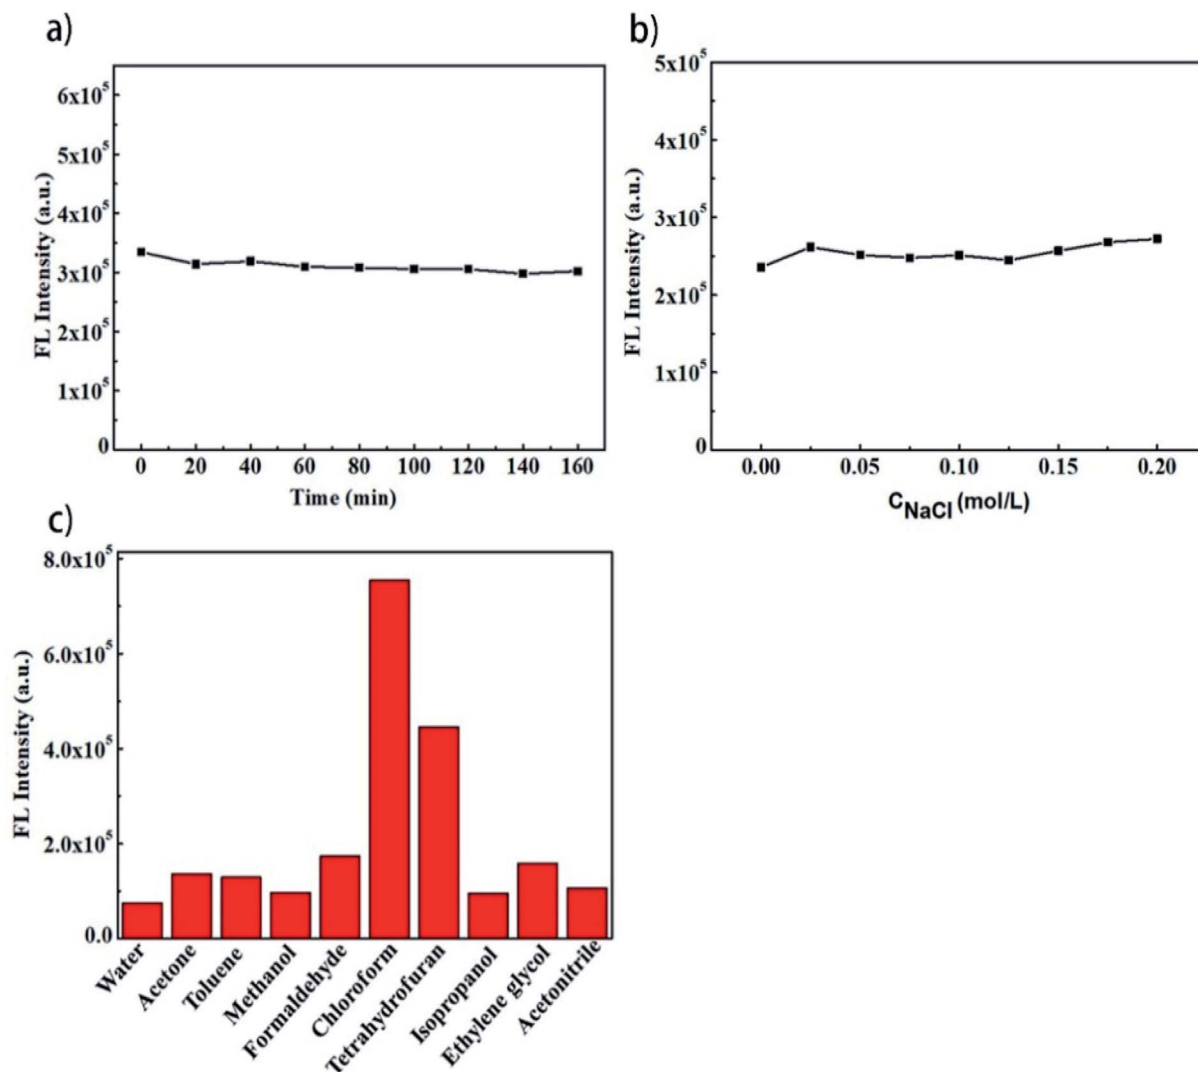 a)
6x10⁵
5x10⁵
4x10⁵
3x10⁵
2x10⁵
1x10⁵
0
FL Intensity (a.u.)
0 20 40 60 80 100 120 140 160
Time (min)
b)
5x10⁵
4x10⁵
3x10⁵
2x10⁵
1x10⁵
0
FL Intensity (a.u.)
0.00 0.05 0.10 0.15 0.20
C_NaCl (mol/L)
c)
8.0x10⁵
6.0x10⁵
4.0x10⁵
2.0x10⁵
0.0
FL Intensity (a.u.)
Water
Acetone
Toluene
Methanol
Formaldehyde
Chloroform
Tetrahydrofuran
Isopropanol
Ethylene glycol
Acetonitrile